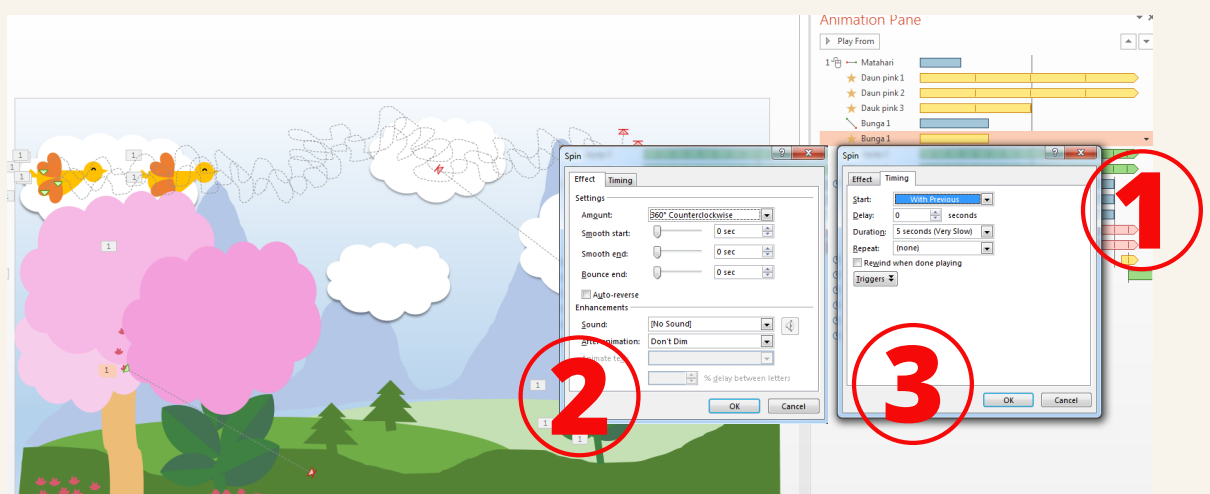 Animation Pane
Play From
1 Matahari
Daun pink 1
Daun pink 2
Dauk pink 3
Bunga 1
Bunga 1
1
1
1
1
1
1
1
1
1
1
1
Spin
Effect Timing
Settings
Amount: 360° Counterclockwise
Smooth start: 0 sec
Smooth end: 0 sec
Bounce end: 0 sec
Auto-reverse
Enhancements
Sound: [No Sound]
After animation: Don't Dim
Animate
% delay between letters
OK Cancel
2
Spin
Effect Timing
Start: With Previous
Delay: 0 seconds
Duration: 5 seconds (Very Slow)
Repeat: (none)
Rewind when done playing
Triggers
OK Cancel
3
1